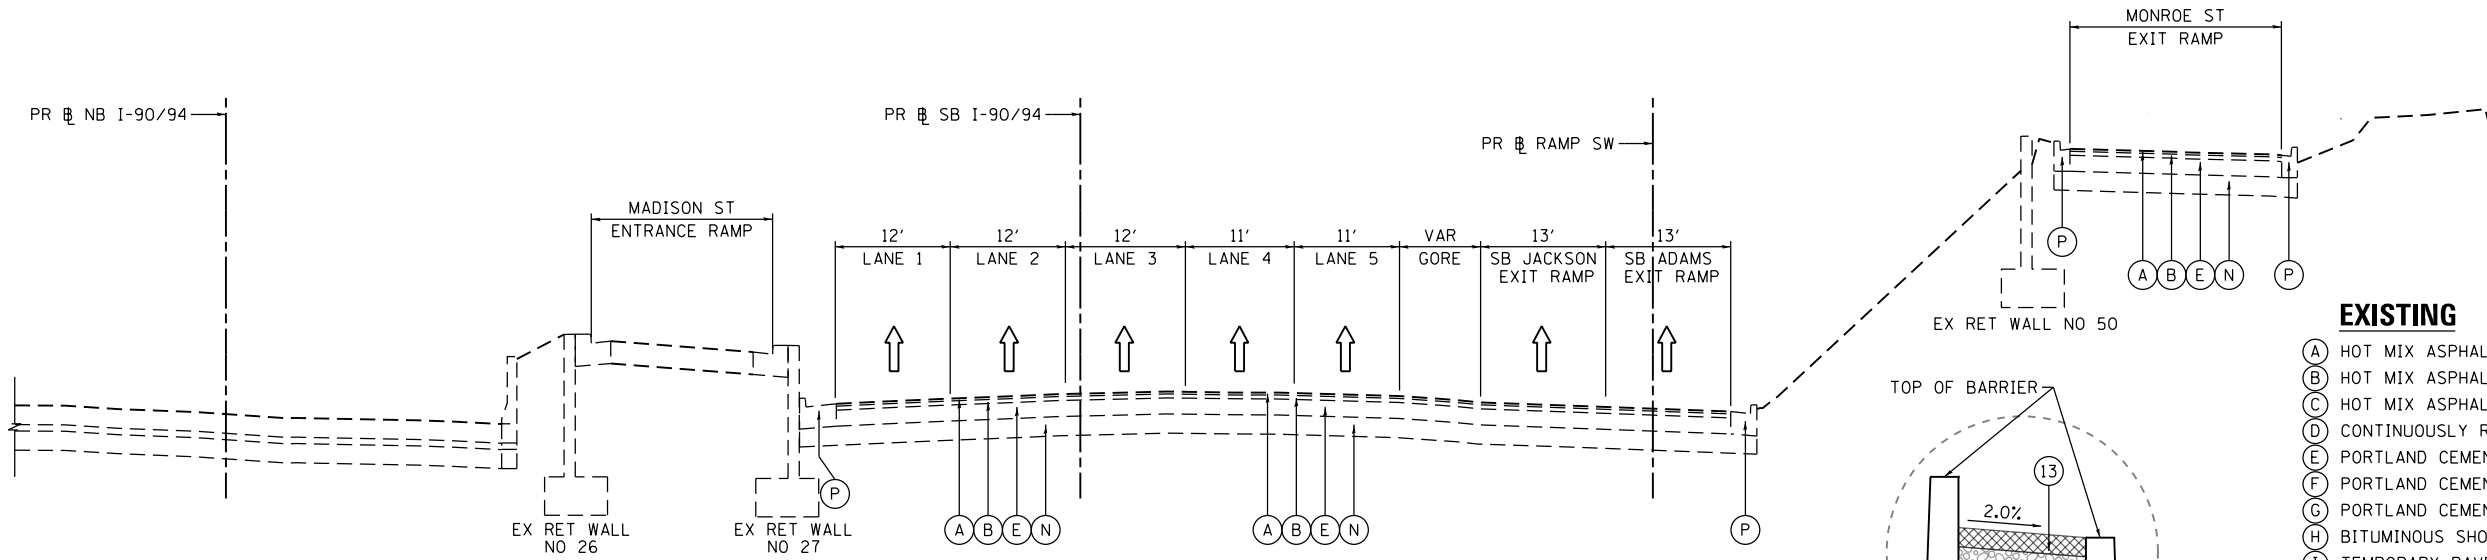 MONROE ST
EXIT RAMP
PR ℄ NB I-90/94
PR ℄ SB I-90/94
PR ℄ RAMP SW
MADISON ST
ENTRANCE RAMP
12' 12' 12' 11' 11' VAR 13' 13'
LANE 1 LANE 2 LANE 3 LANE 4 LANE 5 GORE SB JACKSON SB ADAMS
EXIT RAMP EXIT RAMP
P
A B E N P
EX RET WALL NO 50
EX RET WALL
NO 26
EX RET WALL
NO 27
P
A B E N
A B E N
P
TOP OF BARRIER
13
2.0%
EXISTING
A HOT MIX ASPHAL
B HOT MIX ASPHAL
C HOT MIX ASPHAL
D CONTINUOUSLY R
E PORTLAND CEMEN
F PORTLAND CEMEN
G PORTLAND CEMEN
H BITUMINOUS SHO
I TEMPORARY PAV